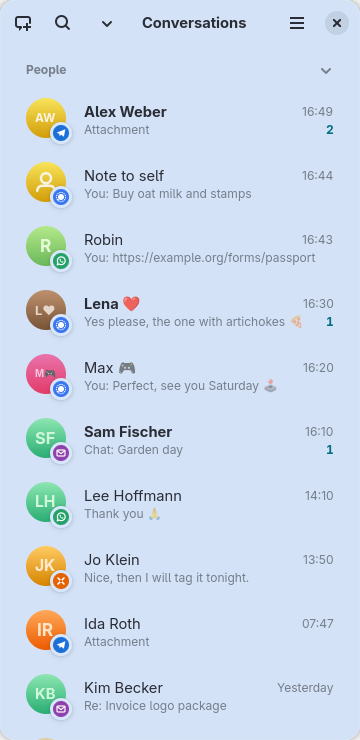 Conversations
People
AW Alex Weber 16:49
Attachment 2
Note to self 16:44
You: Buy oat milk and stamps
R Robin 16:43
You: https://example.org/forms/passport
L❤ Lena ❤️ 16:30
Yes please, the one with artichokes 🍕 1
M🎮 Max 🎮 16:20
You: Perfect, see you Saturday 🕹️
SF Sam Fischer 16:10
Chat: Garden day 1
LH Lee Hoffmann 14:10
Thank you 🙏
JK Jo Klein 13:50
Nice, then I will tag it tonight.
IR Ida Roth 07:47
Attachment
KB Kim Becker Yesterday
Re: Invoice logo package